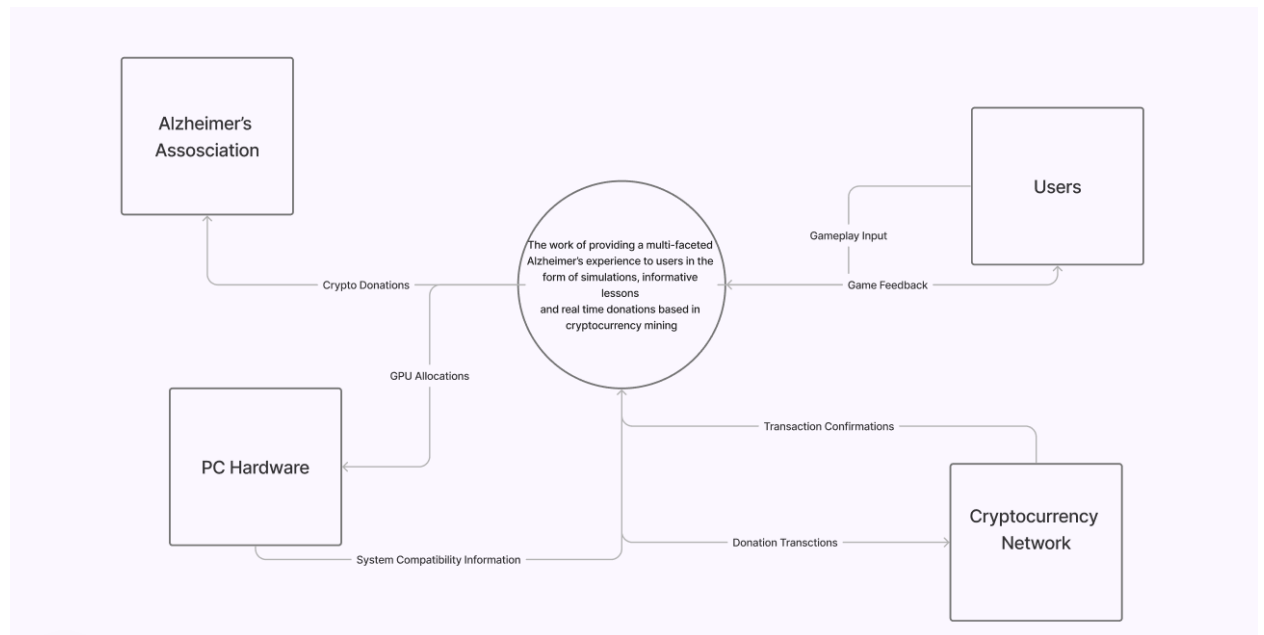 Alzheimer's
Assosciation
Users
The work of providing a multi-faceted
Alzheimer's experience to users in the
form of simulations, informative
lessons
and real time donations based in
cryptocurrency mining
Gameplay Input
Game Feedback
Crypto Donations
GPU Allocations
PC Hardware
Transaction Confirmations
Cryptocurrency
Network
Donation Transctions
System Compatibility Information